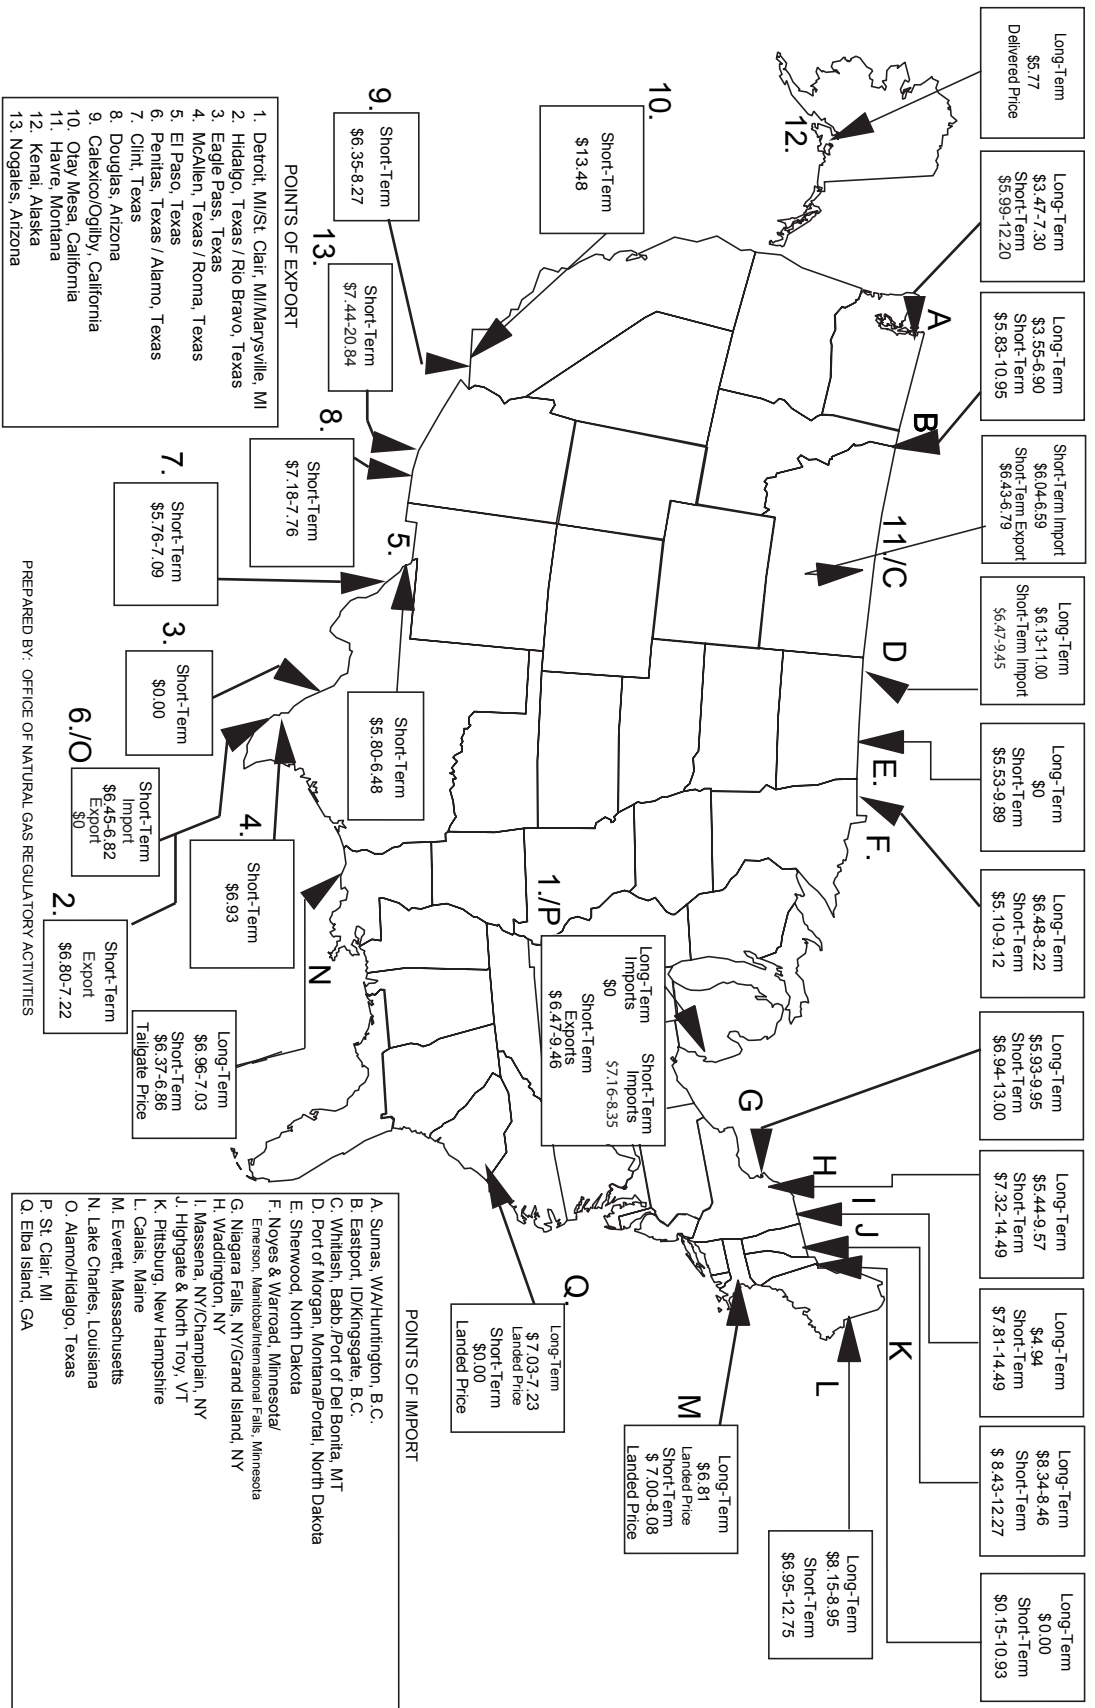 Long-Term
$5.77
Delivered Price
Long-Term
$3.47-7.30
Short-Term
$5.99-12.20
Long-Term
$3.55-6.90
Short-Term
$5.83-10.95
Short-Term Import
$6.04-6.59
Short-Term Export
$6.43-6.79
Long-Term
$6.13-11.00
Short-Term Import
$6.47-9.45
Long-Term
$0
Short-Term
$5.53-9.89
Long-Term
$6.48-8.22
Short-Term
$5.10-9.12
Long-Term
$5.93-9.95
Short-Term
$6.94-13.00
Long-Term
$5.44-9.57
Short-Term
$7.32-14.49
Long-Term
$4.94
Short-Term
$7.81-14.49
Long-Term
$8.34-8.46
Short-Term
$ 8.43-12.27
Long-Term
$0.00
Short-Term
$0.15-10.93
12.
A
B
11./C
D
E.
F.
G
H
I
J
K
L
Long-Term
$8.15-8.95
Short-Term
$6.95-12.75
M
Long-Term
$6.81
Landed Price
Short-Term
$ 7.00-8.08
Landed Price
10.
Short-Term
$13.48
9.
Short-Term
$6.35-8.27
13.
Short-Term
$7.44-20.84
8.
Short-Term
$7.18-7.76
7.
Short-Term
$5.76-7.09
5.
Short-Term
$5.80-6.48
3.
Short-Term
$0.00
6./O
Short-Term
Import
$6.45-6.82
Export
$0
4.
Short-Term
$6.93
2.
Short-Term
Export
$6.80-7.22
N
Long-Term
$6.96-7.03
Short-Term
$6.37-6.86
Tailgate Price
1./P
Long-Term
Imports
$0
Short-Term
Imports
$7.16-8.35
Short-Term
Exports
$6.47-9.46
Q.
Long-Term
$ 7.03-7.23
Landed Price
Short-Term
$0.00
Landed Price
POINTS OF EXPORT
1. Detroit, MI/St. Clair, MI/Marysville, MI
2. Hidalgo, Texas / Rio Bravo, Texas
3. Eagle Pass, Texas
4. McAllen, Texas / Roma, Texas
5. El Paso, Texas
6. Penitas, Texas / Alamo, Texas
7. Clint, Texas
8. Douglas, Arizona
9. Calexico/Ogilby, California
10. Otay Mesa, California
11. Havre, Montana
12. Kenai, Alaska
13. Nogales, Arizona
POINTS OF IMPORT
A. Sumas, WA/Huntington, B.C.
B. Eastport, ID/Kingsgate, B.C.
C. Whitlash, Babb./Port of Del Bonita, MT
D. Port of Morgan, Montana/Portal, North Dakota
E. Sherwood, North Dakota
F. Noyes & Warroad, Minnesota/
Emerson, Manitoba/International Falls, Minnesota
G. Niagara Falls, NY/Grand Island, NY
H. Waddington, NY
I. Massena, NY/Champlain, NY
J. Highgate & North Troy, VT
K. Pittsburg, New Hampshire
L. Calais, Maine
M. Everett, Massachusetts
N. Lake Charles, Louisiana
O. Alamo/Hidalgo, Texas
P. St. Clair, MI
Q. Elba Island, GA
PREPARED BY: OFFICE OF NATURAL GAS REGULATORY ACTIVITIES